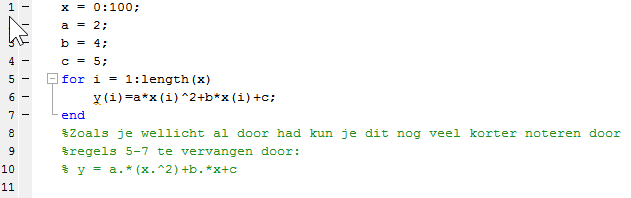 1 – x = 0:100;
– a = 2;
3 – b = 4;
4 – c = 5;
5 – for i = 1:length(x)
6 – y(i)=a*x(i)^2+b*x(i)+c;
7 – end
8 %Zoals je wellicht al door had kun je dit nog veel korter noteren door
9 %regels 5-7 te vervangen door:
10 % y = a.*(x.^2)+b.*x+c
11